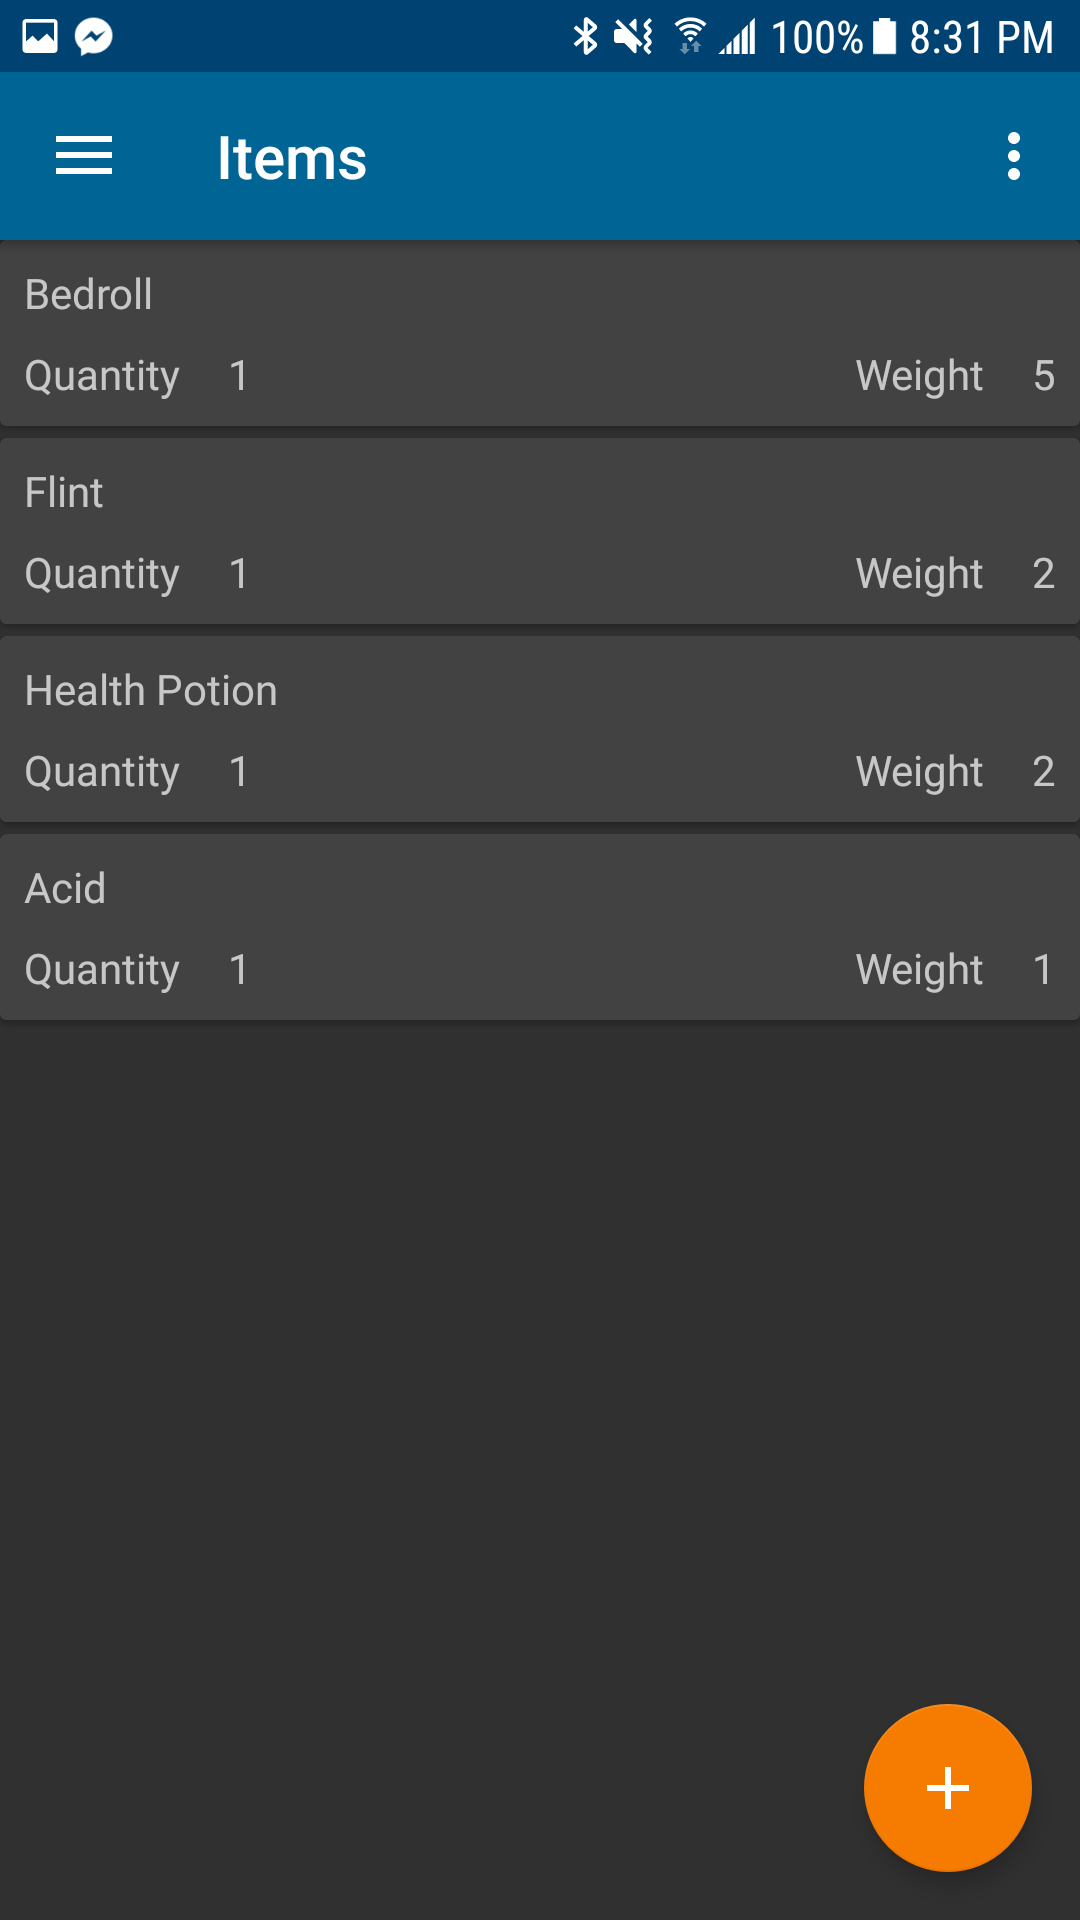 100% 8:31 PM
Items
Bedroll
Quantity 1 Weight 5
Flint
Quantity 1 Weight 2
Health Potion
Quantity 1 Weight 2
Acid
Quantity 1 Weight 1